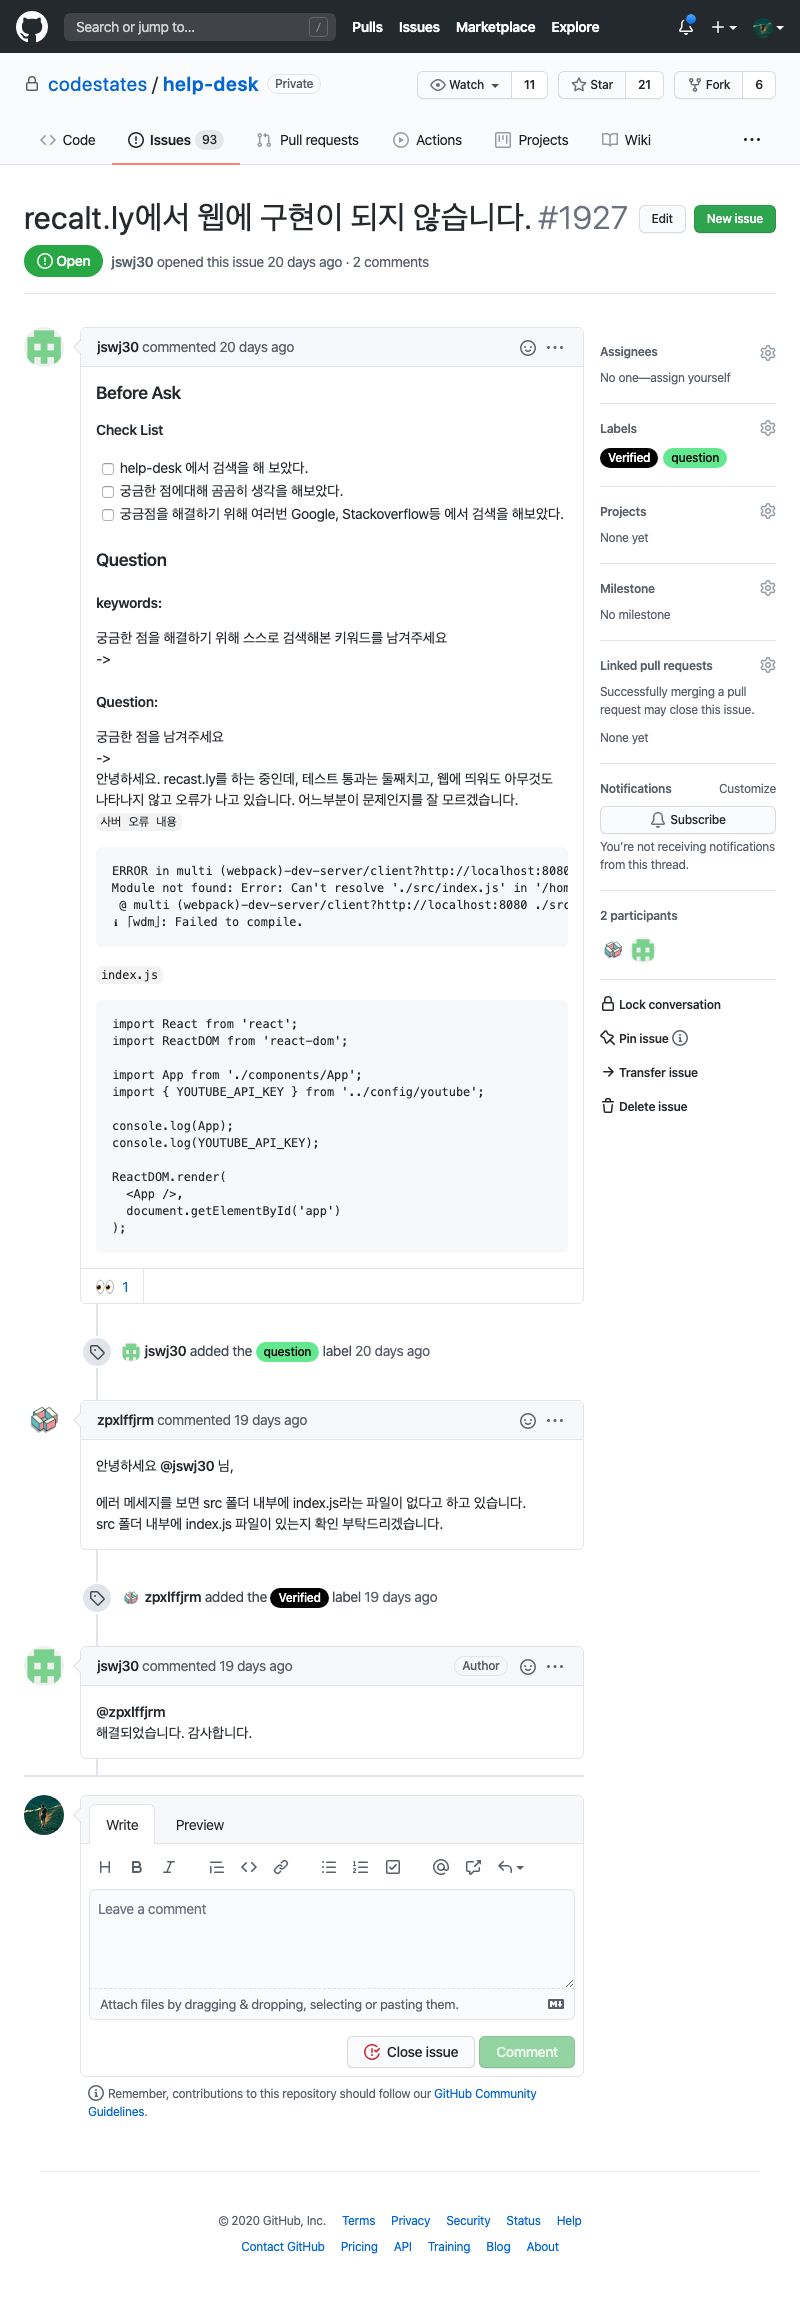 Search or jump to...
/
Pulls
Issues
Marketplace
Explore
codestates / help-desk
Private
Watch
11
Star
21
Fork
6
Code
Issues
93
Pull requests
Actions
Projects
Wiki
recalt.ly에서 웹에 구현이 되지 않습니다. #1927
Edit
New issue
Open
jswj30 opened this issue 20 days ago · 2 comments
jswj30 commented 20 days ago
Before Ask
Check List
help-desk 에서 검색을 해 보았다.
궁금한 점에대해 곰곰히 생각을 해보았다.
궁금점을 해결하기 위해 여러번 Google, Stackoverflow등 에서 검색을 해보았다.
Question
keywords:
궁금한 점을 해결하기 위해 스스로 검색해본 키워드를 남겨주세요
->
Question:
궁금한 점을 남겨주세요
->
안녕하세요. recast.ly를 하는 중인데, 테스트 통과는 둘째치고, 웹에 띄워도 아무것도
나타나지 않고 오류가 나고 있습니다. 어느부분이 문제인지를 잘 모르겠습니다.
사버 오류 내용
ERROR in multi (webpack)-dev-server/client?http://localhost:8080
Module not found: Error: Can't resolve './src/index.js' in '/hom
@ multi (webpack)-dev-server/client?http://localhost:8080 ./src
ℹ ｢wdm｣: Failed to compile.
index.js
import React from 'react';
import ReactDOM from 'react-dom';
import App from './components/App';
import { YOUTUBE_API_KEY } from '../config/youtube';
console.log(App);
console.log(YOUTUBE_API_KEY);
ReactDOM.render(
<App />,
document.getElementById('app')
);
👀 1
jswj30 added the question label 20 days ago
zpxlffjrm commented 19 days ago
안녕하세요 @jswj30 님,
에러 메세지를 보면 src 폴더 내부에 index.js라는 파일이 없다고 하고 있습니다.
src 폴더 내부에 index.js 파일이 있는지 확인 부탁드리겠습니다.
zpxlffjrm added the Verified label 19 days ago
jswj30 commented 19 days ago
Author
@zpxlffjrm
해결되었습니다. 감사합니다.
Write
Preview
Leave a comment
Attach files by dragging & dropping, selecting or pasting them.
Close issue
Comment
Remember, contributions to this repository should follow our GitHub Community
Guidelines.
Assignees
No one—assign yourself
Labels
Verified
question
Projects
None yet
Milestone
No milestone
Linked pull requests
Successfully merging a pull
request may close this issue.
None yet
Notifications
Customize
Subscribe
You're not receiving notifications
from this thread.
2 participants
Lock conversation
Pin issue
Transfer issue
Delete issue
© 2020 GitHub, Inc.
Terms
Privacy
Security
Status
Help
Contact GitHub
Pricing
API
Training
Blog
About